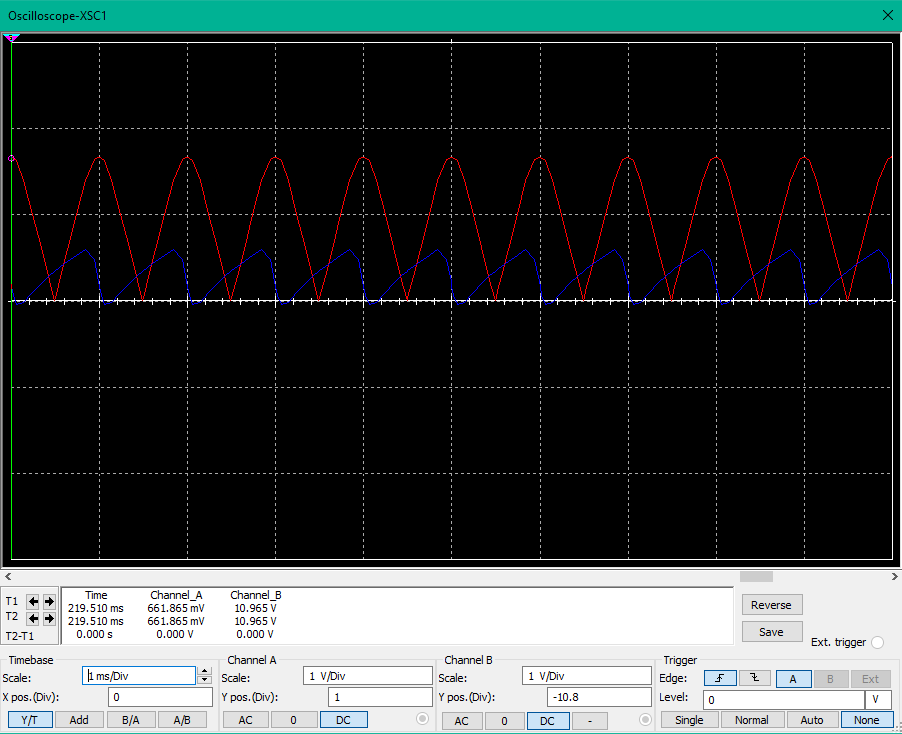 Oscilloscope-XSC1
Time Channel_A Channel_B
T1 219.510 ms 661.865 mV 10.965 V
T2 219.510 ms 661.865 mV 10.965 V
T2-T1 0.000 s 0.000 V 0.000 V
Reverse
Save
Ext. trigger
Timebase
Scale: 1 ms/Div
X pos.(Div): 0
Y/T Add B/A A/B
Channel A
Scale: 1 V/Div
Y pos.(Div): 1
AC 0 DC
Channel B
Scale: 1 V/Div
Y pos.(Div): -10.8
AC 0 DC -
Trigger
Edge: A B Ext
Level: 0 V
Single Normal Auto None